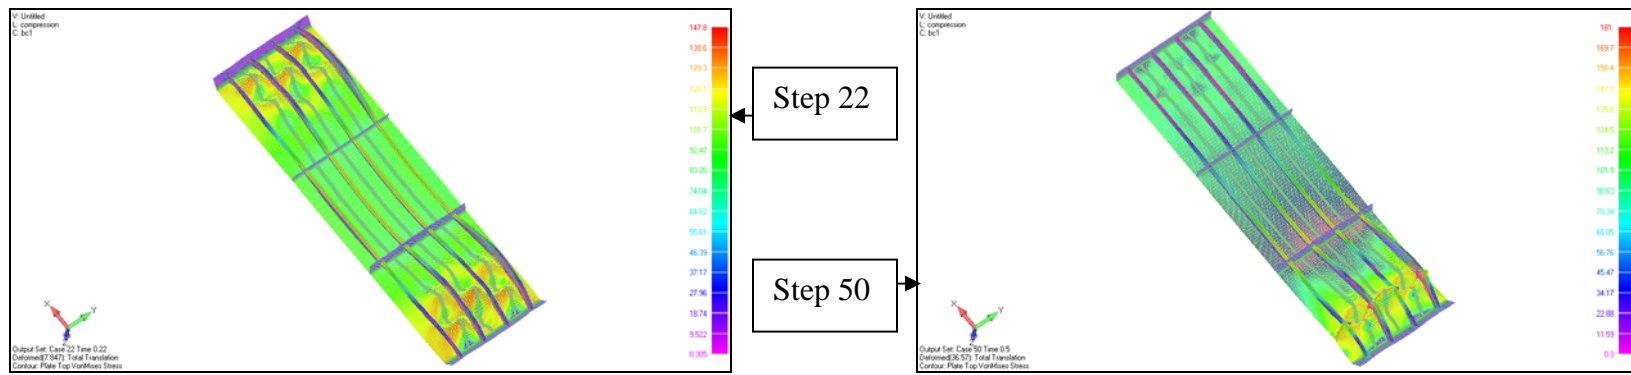 V: Untitled
L: compression
C: bc1
147.8
138.6
129.3
120.1
110.9
101.7
92.47
83.26
74.04
64.82
55.61
46.39
37.17
27.96
18.74
9.522
0.305
X
Y
Z
Output Set: Case 22 Time 0.22
Deformed(7.847): Total Translation
Contour: Plate Top VonMises Stress
Step 22
Step 50
V: Untitled
L: compression
C: bc1
181.
169.7
158.4
147.1
135.8
124.5
113.2
101.9
90.63
79.34
68.05
56.76
45.47
34.17
22.88
11.59
0.3
X
Y
Z
Output Set: Case 50 Time 0.5
Deformed(36.57): Total Translation
Contour: Plate Top VonMises Stress